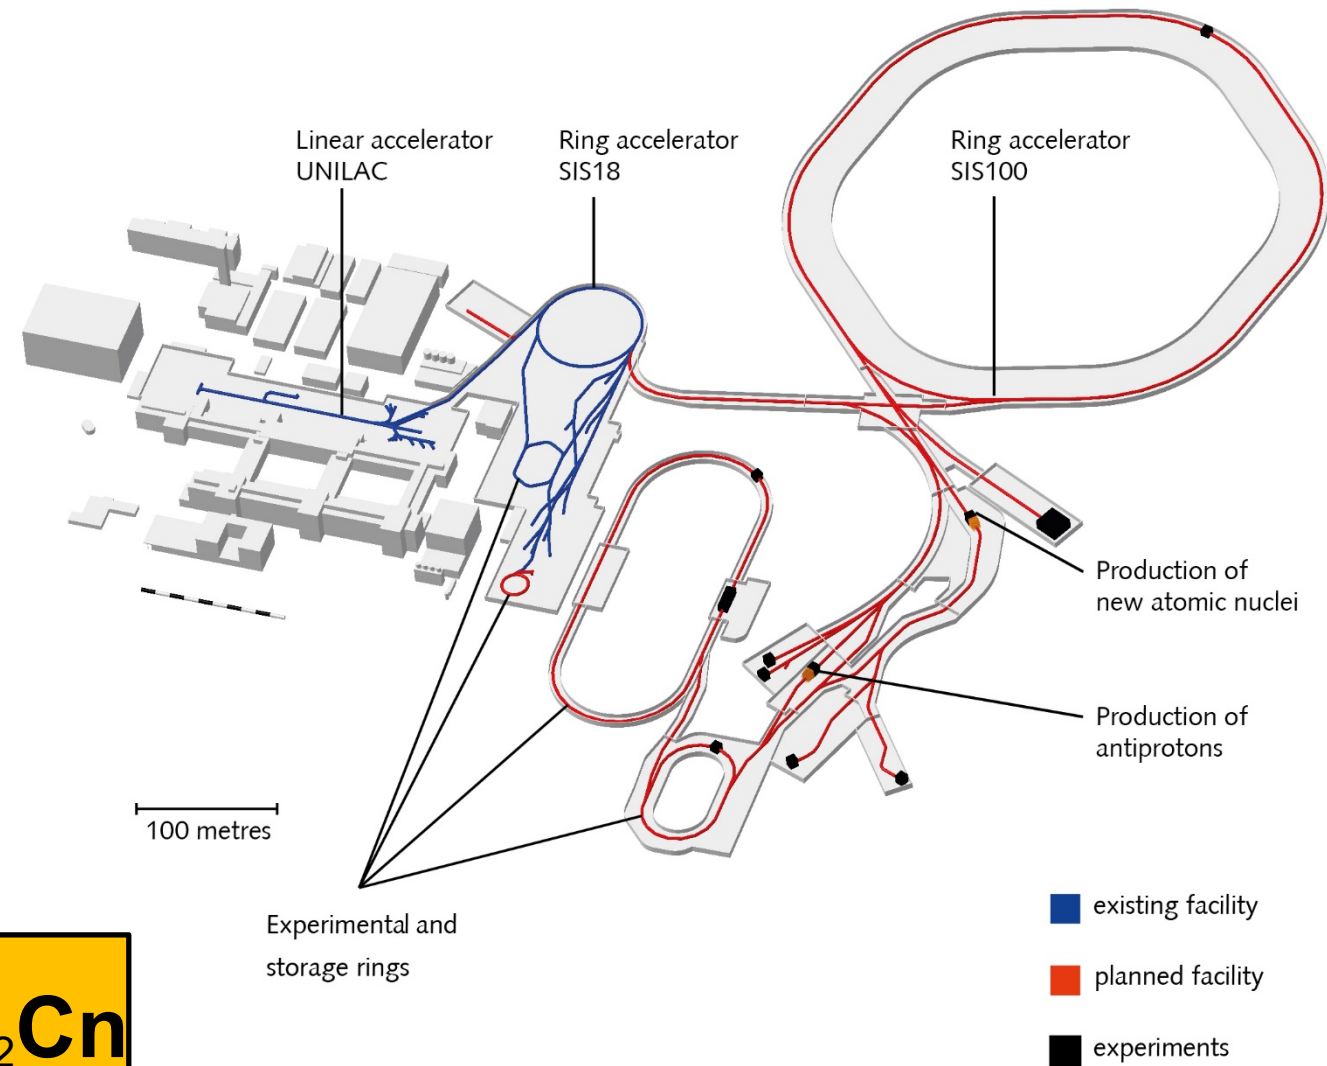 Linear accelerator
UNILAC
Ring accelerator
SIS18
Ring accelerator
SIS100
Production of
new atomic nuclei
Production of
antiprotons
100 metres
Experimental and
storage rings
existing facility
planned facility
experiments
2Cn